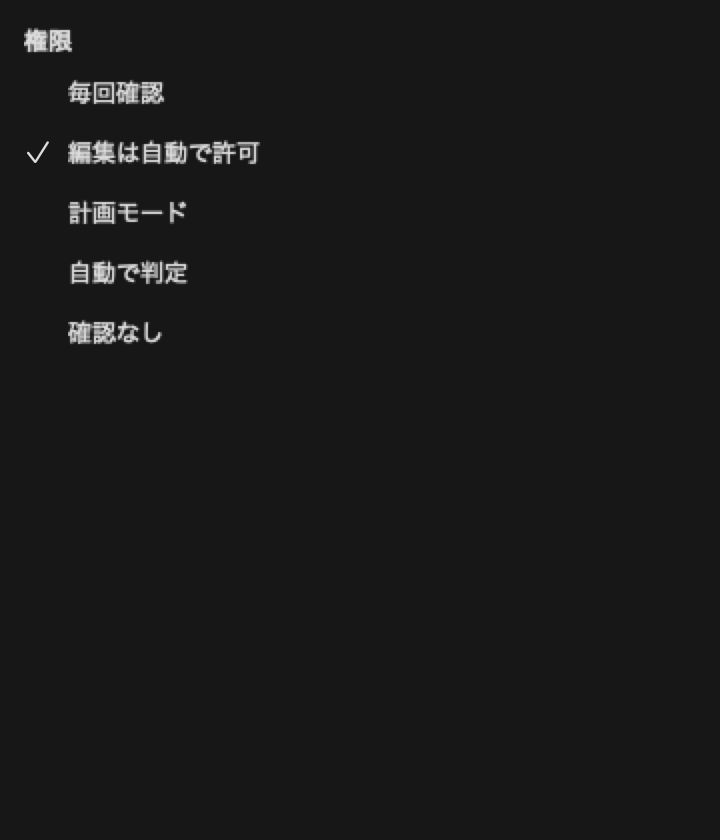 権限
毎回確認
編集は自動で許可
計画モード
自動で判定
確認なし